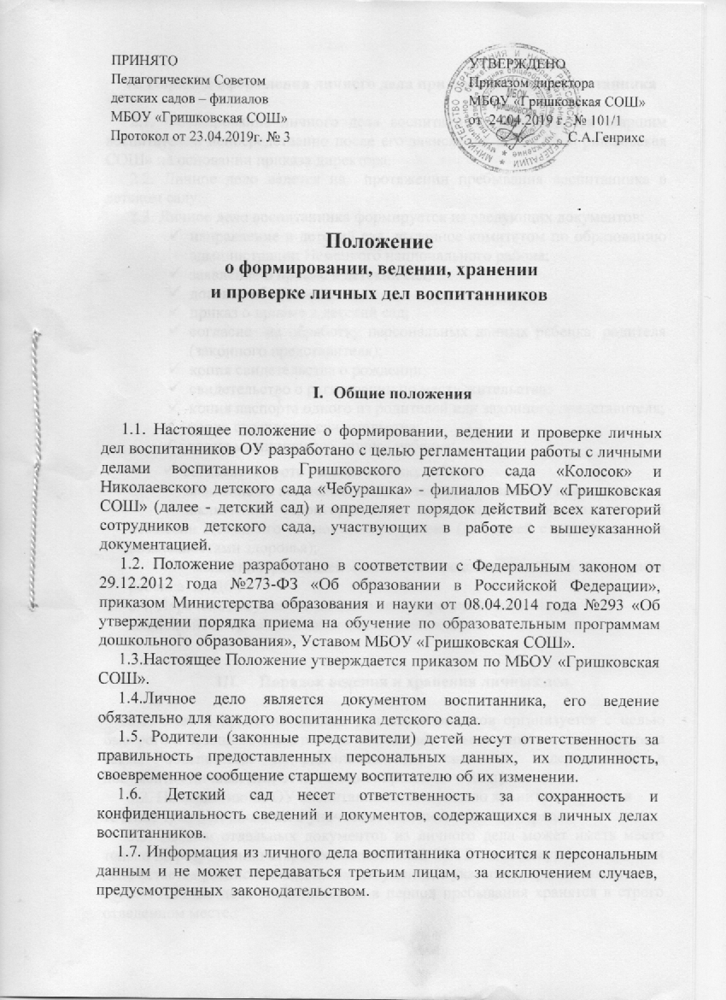 ПРИНЯТО
Педагогическим Советом
детских садов – филиалов
МБОУ «Гришковская СОШ»
Протокол от 23.04.2019г. № 3
УТВЕРЖДЕНО
Приказом директора
МБОУ «Гришковская СОШ»
от 24.04.2019 г. № 101/1
С.А.Генрихс
Положение
о формировании, ведении, хранении
и проверке личных дел воспитанников
I. Общие положения
1.1. Настоящее положение о формировании, ведении и проверке личных
дел воспитанников ОУ разработано с целью регламентации работы с личными
делами воспитанников Гришковского детского сада «Колосок» и
Николаевского детского сада «Чебурашка» - филиалов МБОУ «Гришковская
СОШ» (далее - детский сад) и определяет порядок действий всех категорий
сотрудников детского сада, участвующих в работе с вышеуказанной
документацией.
1.2. Положение разработано в соответствии с Федеральным законом от
29.12.2012 года №273-ФЗ «Об образовании в Российской Федерации»,
приказом Министерства образования и науки от 08.04.2014 года №293 «Об
утверждении порядка приема на обучение по образовательным программам
дошкольного образования», Уставом МБОУ «Гришковская СОШ».
1.3.Настоящее Положение утверждается приказом по МБОУ «Гришковская
СОШ».
1.4.Личное дело является документом воспитанника, его ведение
обязательно для каждого воспитанника детского сада.
1.5. Родители (законные представители) детей несут ответственность за
правильность предоставленных персональных данных, их подлинность,
своевременное сообщение старшему воспитателю об их изменении.
1.6. Детский сад несет ответственность за сохранность и
конфиденциальность сведений и документов, содержащихся в личных делах
воспитанников.
1.7. Информация из личного дела воспитанника относится к персональным
данным и не может передаваться третьим лицам, за исключением случаев,
предусмотренных законодательством.